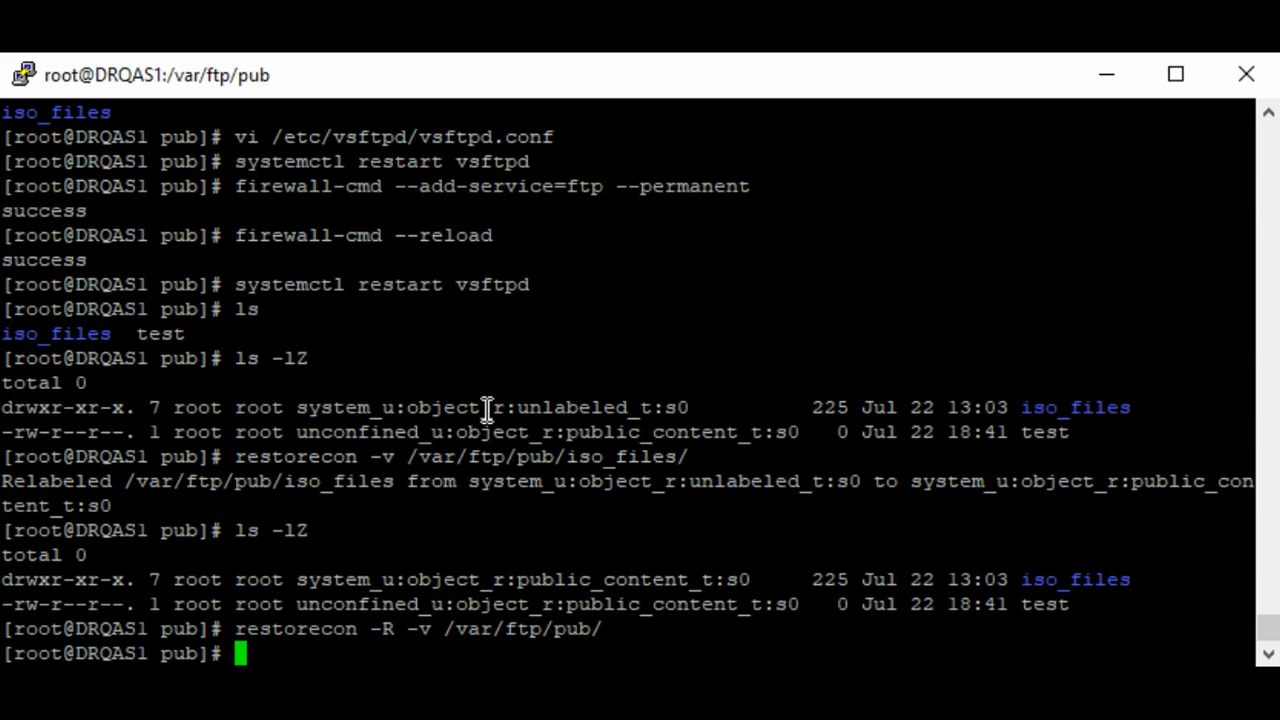 root@DRQAS1:/var/ftp/pub
iso_files
[root@DRQAS1 pub]# vi /etc/vsftpd/vsftpd.conf
[root@DRQAS1 pub]# systemctl restart vsftpd
[root@DRQAS1 pub]# firewall-cmd --add-service=ftp --permanent
success
[root@DRQAS1 pub]# firewall-cmd --reload
success
[root@DRQAS1 pub]# systemctl restart vsftpd
[root@DRQAS1 pub]# ls
iso_files  test
[root@DRQAS1 pub]# ls -lZ
total 0
drwxr-xr-x. 7 root root system_u:object_r:unlabeled_t:s0          225 Jul 22 13:03 iso_files
-rw-r--r--. 1 root root unconfined_u:object_r:public_content_t:s0   0 Jul 22 18:41 test
[root@DRQAS1 pub]# restorecon -v /var/ftp/pub/iso_files/
Relabeled /var/ftp/pub/iso_files from system_u:object_r:unlabeled_t:s0 to system_u:object_r:public_con
tent_t:s0
[root@DRQAS1 pub]# ls -lZ
total 0
drwxr-xr-x. 7 root root system_u:object_r:public_content_t:s0     225 Jul 22 13:03 iso_files
-rw-r--r--. 1 root root unconfined_u:object_r:public_content_t:s0   0 Jul 22 18:41 test
[root@DRQAS1 pub]# restorecon -R -v /var/ftp/pub/
[root@DRQAS1 pub]#